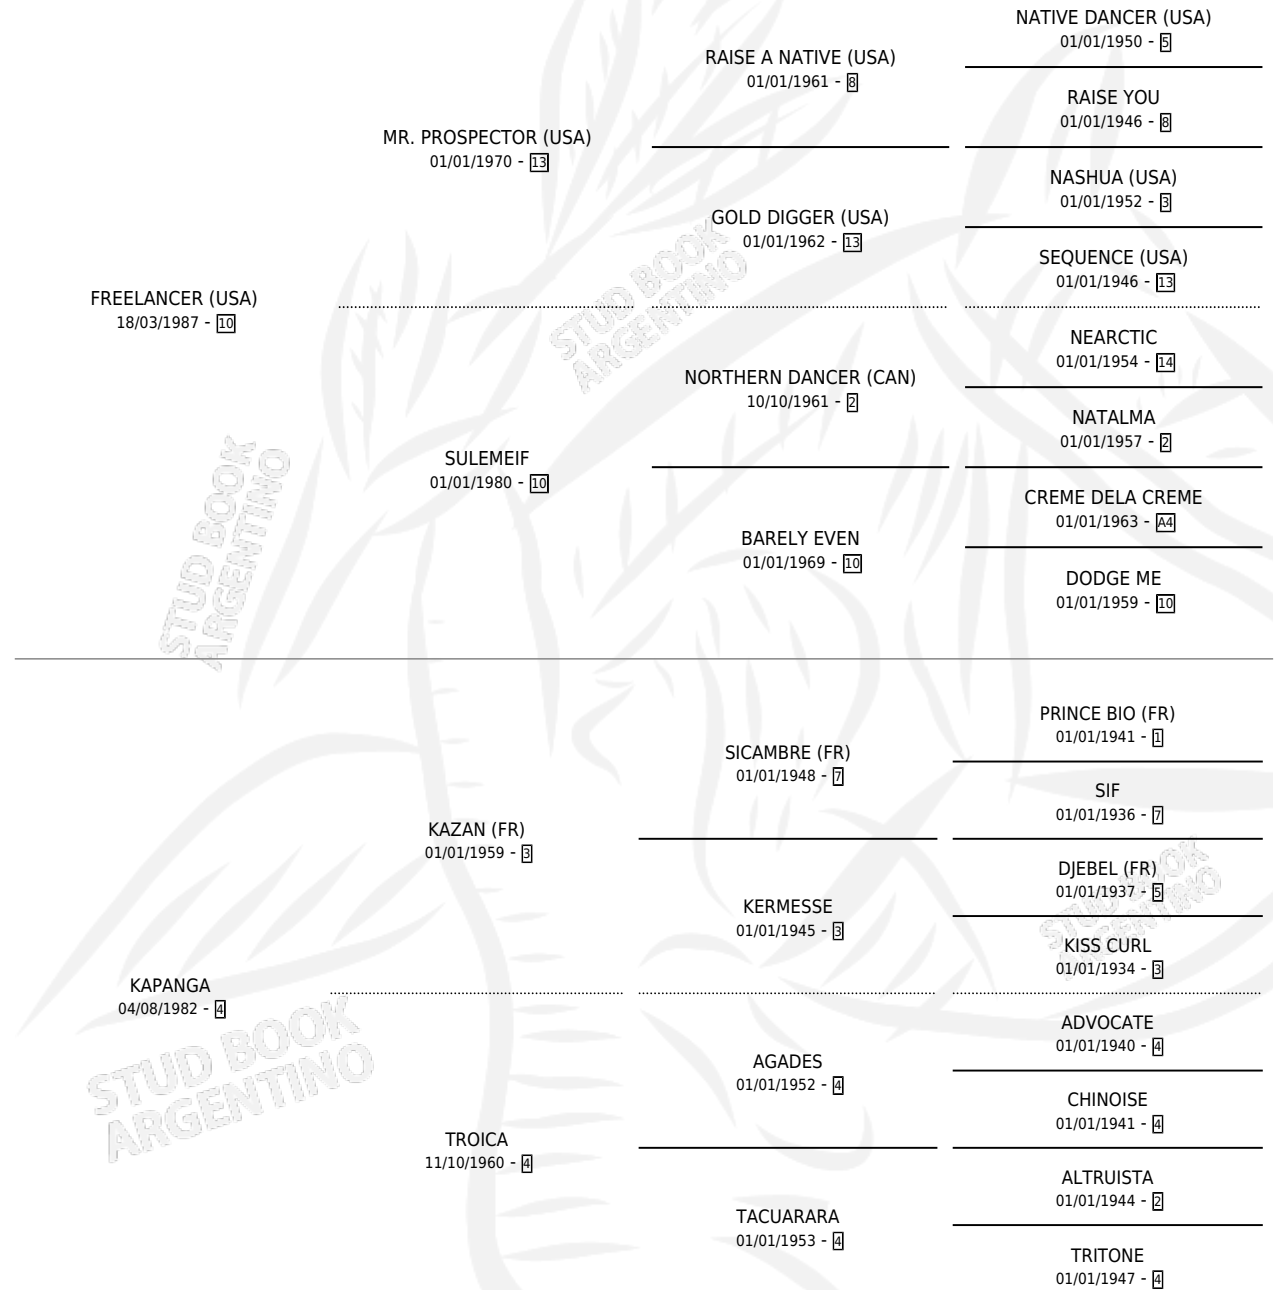 NATIVE DANCER (USA)
01/01/1950 - 5
RAISE A NATIVE (USA)
01/01/1961 - 8
RAISE YOU
01/01/1946 - 8
MR. PROSPECTOR (USA)
01/01/1970 - 13
NASHUA (USA)
01/01/1952 - 3
GOLD DIGGER (USA)
01/01/1962 - 13
SEQUENCE (USA)
01/01/1946 - 13
FREELANCER (USA)
18/03/1987 - 10
STUD BOOK
ARGENTINO
NEARCTIC
01/01/1954 - 14
NORTHERN DANCER (CAN)
10/10/1961 - 2
NATALMA
01/01/1957 - 2
SULEMEIF
01/01/1980 - 10
CREME DELA CREME
01/01/1963 - A4
BARELY EVEN
01/01/1969 - 10
DODGE ME
01/01/1959 - 10
STUD BOOK
ARGENTINO
PRINCE BIO (FR)
01/01/1941 - 1
SICAMBRE (FR)
01/01/1948 - 7
SIF
01/01/1936 - 7
KAZAN (FR)
01/01/1959 - 3
DJEBEL (FR)
01/01/1937 - 5
KERMESSE
01/01/1945 - 3
STUD BOOK
ARGENTINO
KISS CURL
01/01/1934 - 3
KAPANGA
04/08/1982 - 4
STUD BOOK
ARGENTINO
ADVOCATE
01/01/1940 - 4
AGADES
01/01/1952 - 4
CHINOISE
01/01/1941 - 4
TROICA
11/10/1960 - 4
ALTRUISTA
01/01/1944 - 2
TACUARARA
01/01/1953 - 4
TRITONE
01/01/1947 - 4